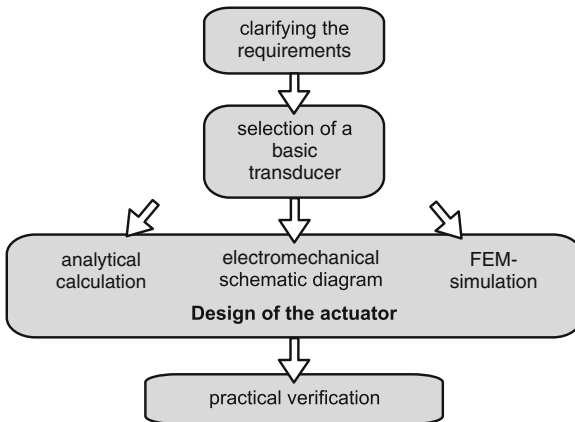 clarifying the
requirements
selection of a
basic
transducer
analytical
calculation
electromechanical
schematic diagram
FEM-
simulation
Design of the actuator
practical verification